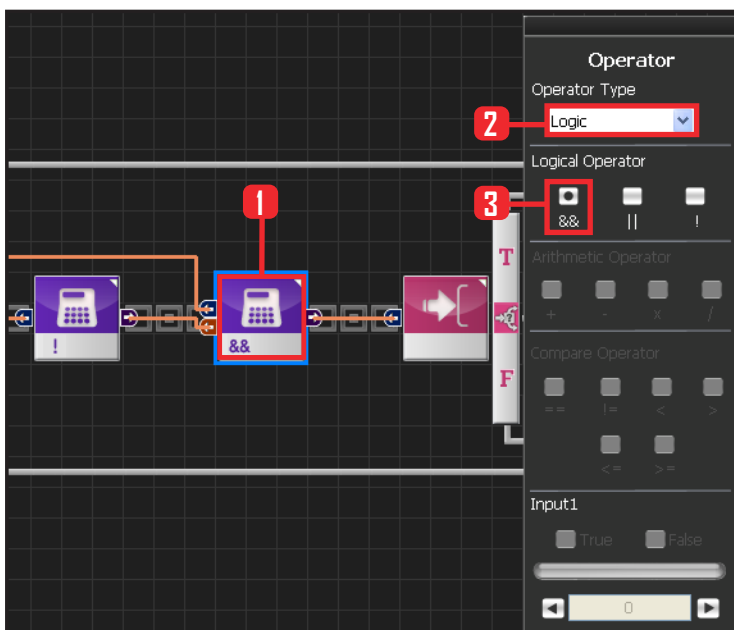 Operator
Operator Type
2
Logic
Logical Operator
1
3
&& || !
T
Arithmetic Operator
+ - x /
! &&
?
Compare Operator
F
== != < >
<= >=
Input1
True False
0